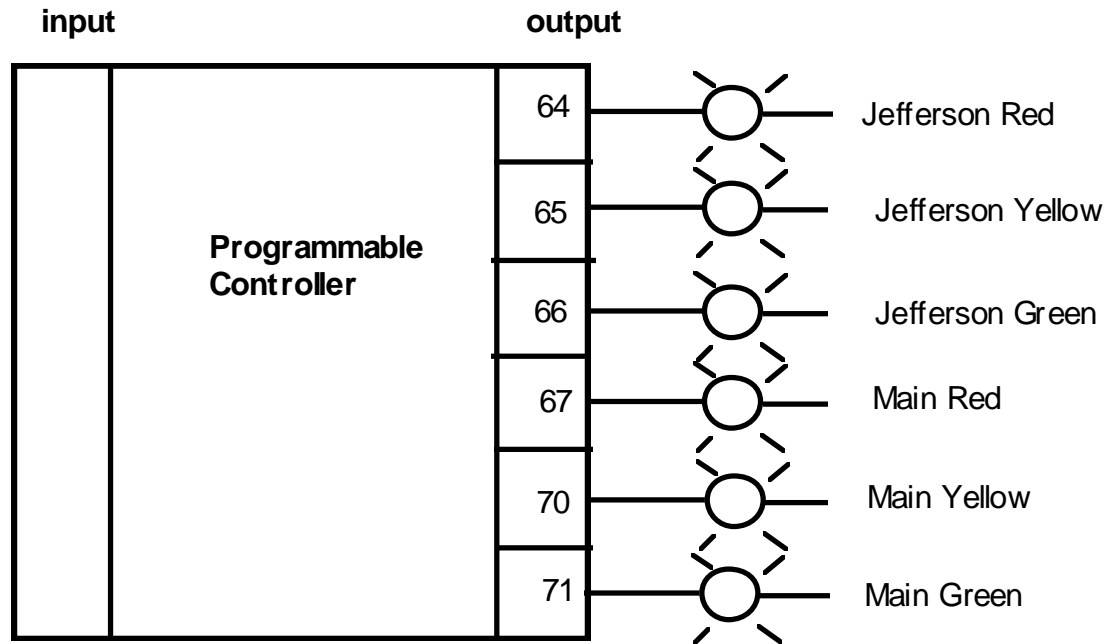 input output
64 Jefferson Red
65 Jefferson Yellow
Programmable
Controller
66 Jefferson Green
67 Main Red
70 Main Yellow
71 Main Green